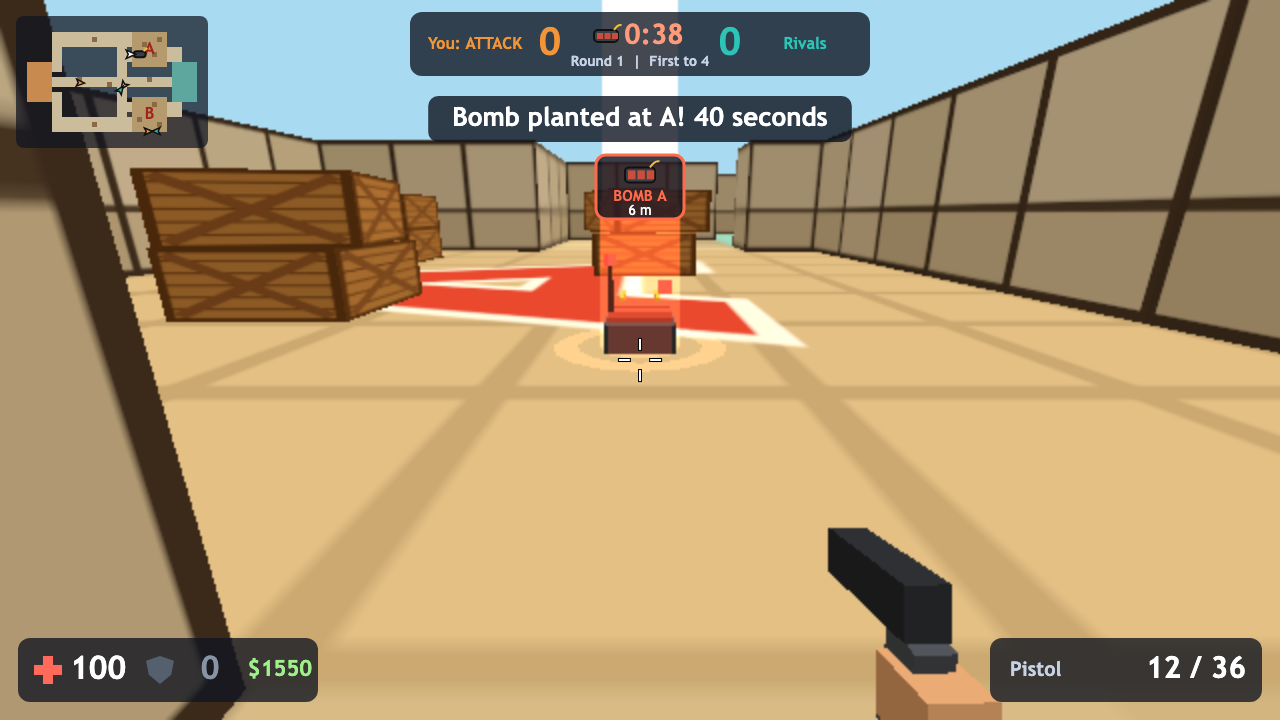 A
B
You: ATTACK 0 0:38 0 Rivals
Round 1 | First to 4
Bomb planted at A! 40 seconds
BOMB A
6 m
100 0 $1550
Pistol 12 / 36